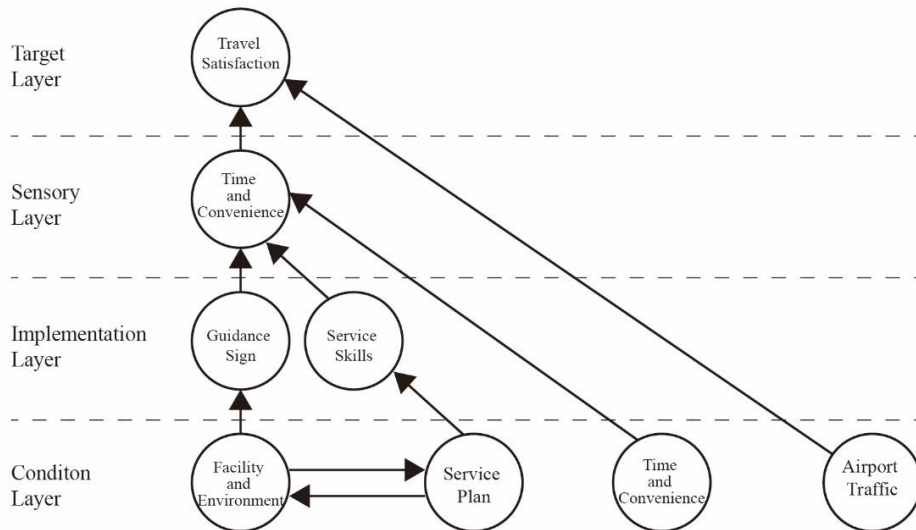 Target
Layer
Travel
Satisfaction
Sensory
Layer
Time
and
Convenience
Implementation
Layer
Guidance
Sign
Service
Skills
Conditon
Layer
Facility
and
Environment
Service
Plan
Time
and
Convenience
Airport
Traffic